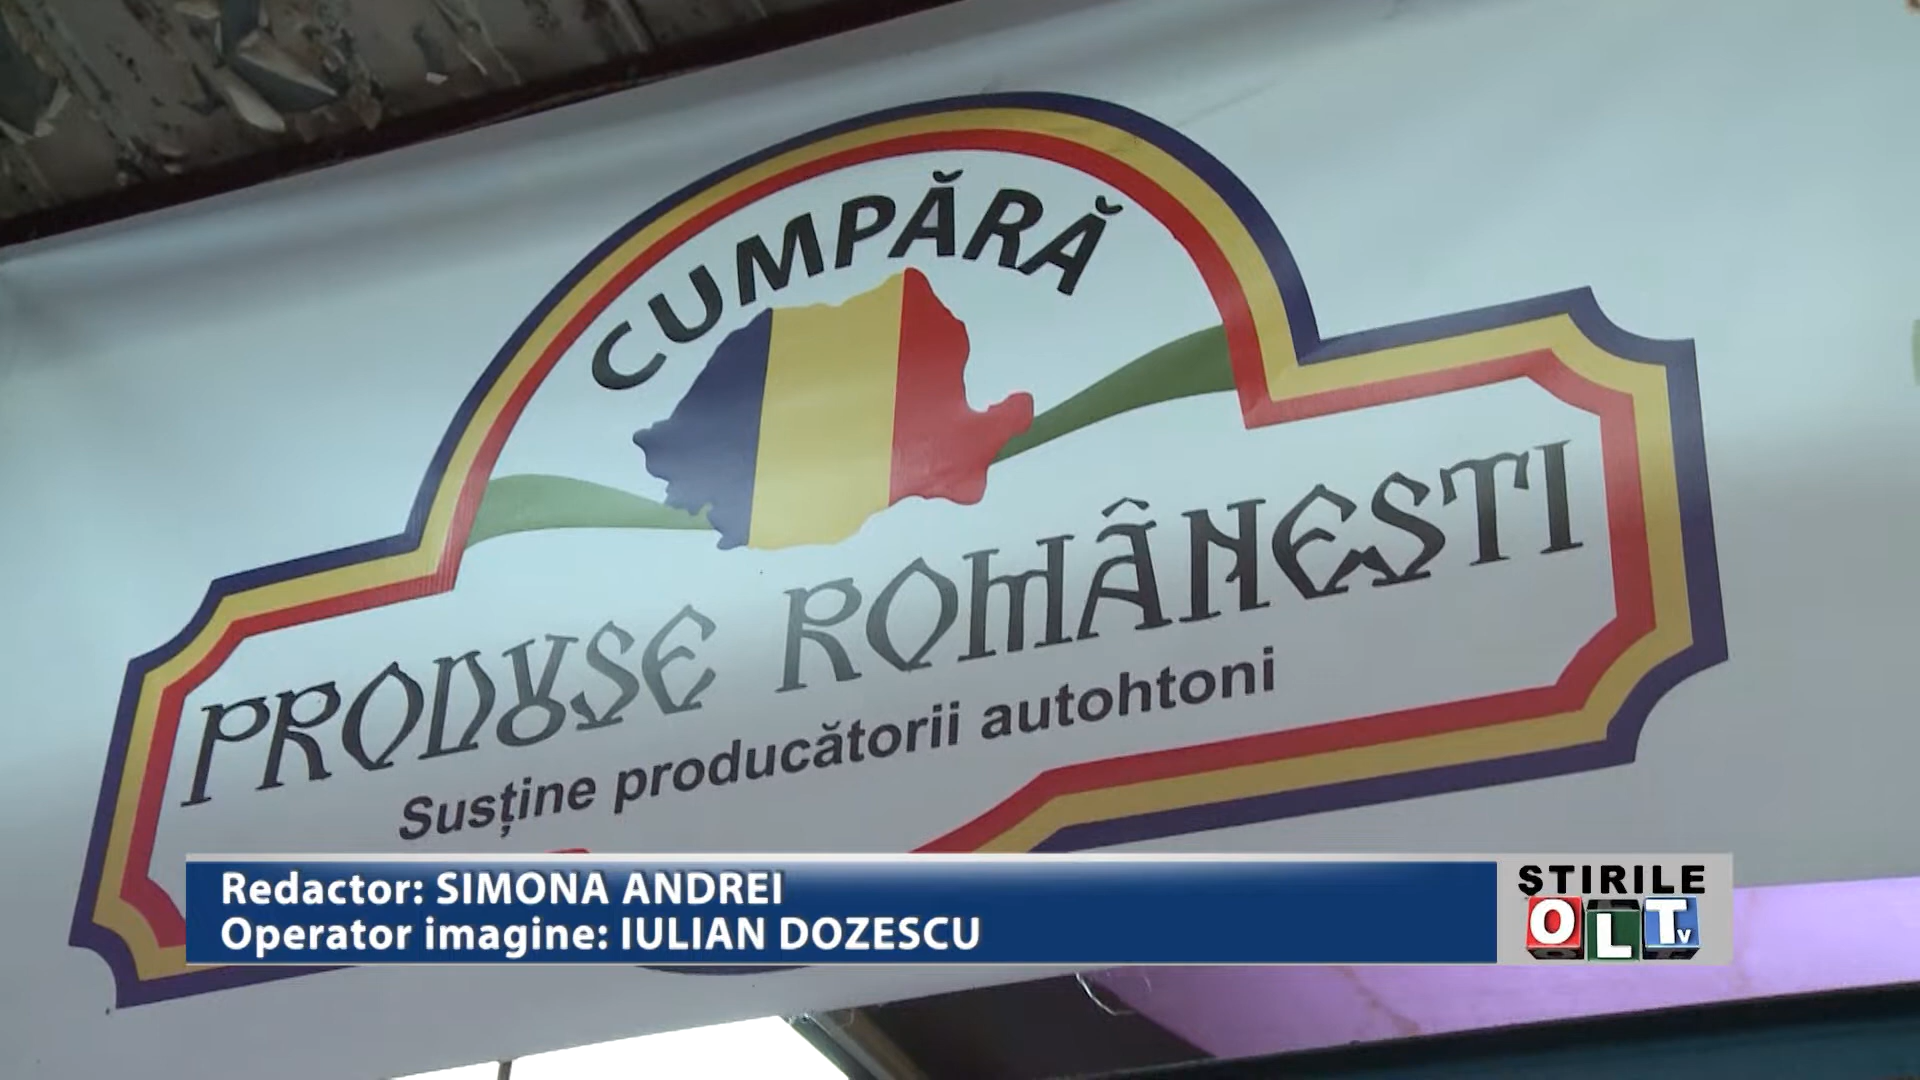 CUMPĂRĂ
PRODUSE ROMÂNESTI
Susține producătorii autohtoni
Redactor: SIMONA ANDREI
Operator imagine: IULIAN DOZESCU
STIRILE
OLTV